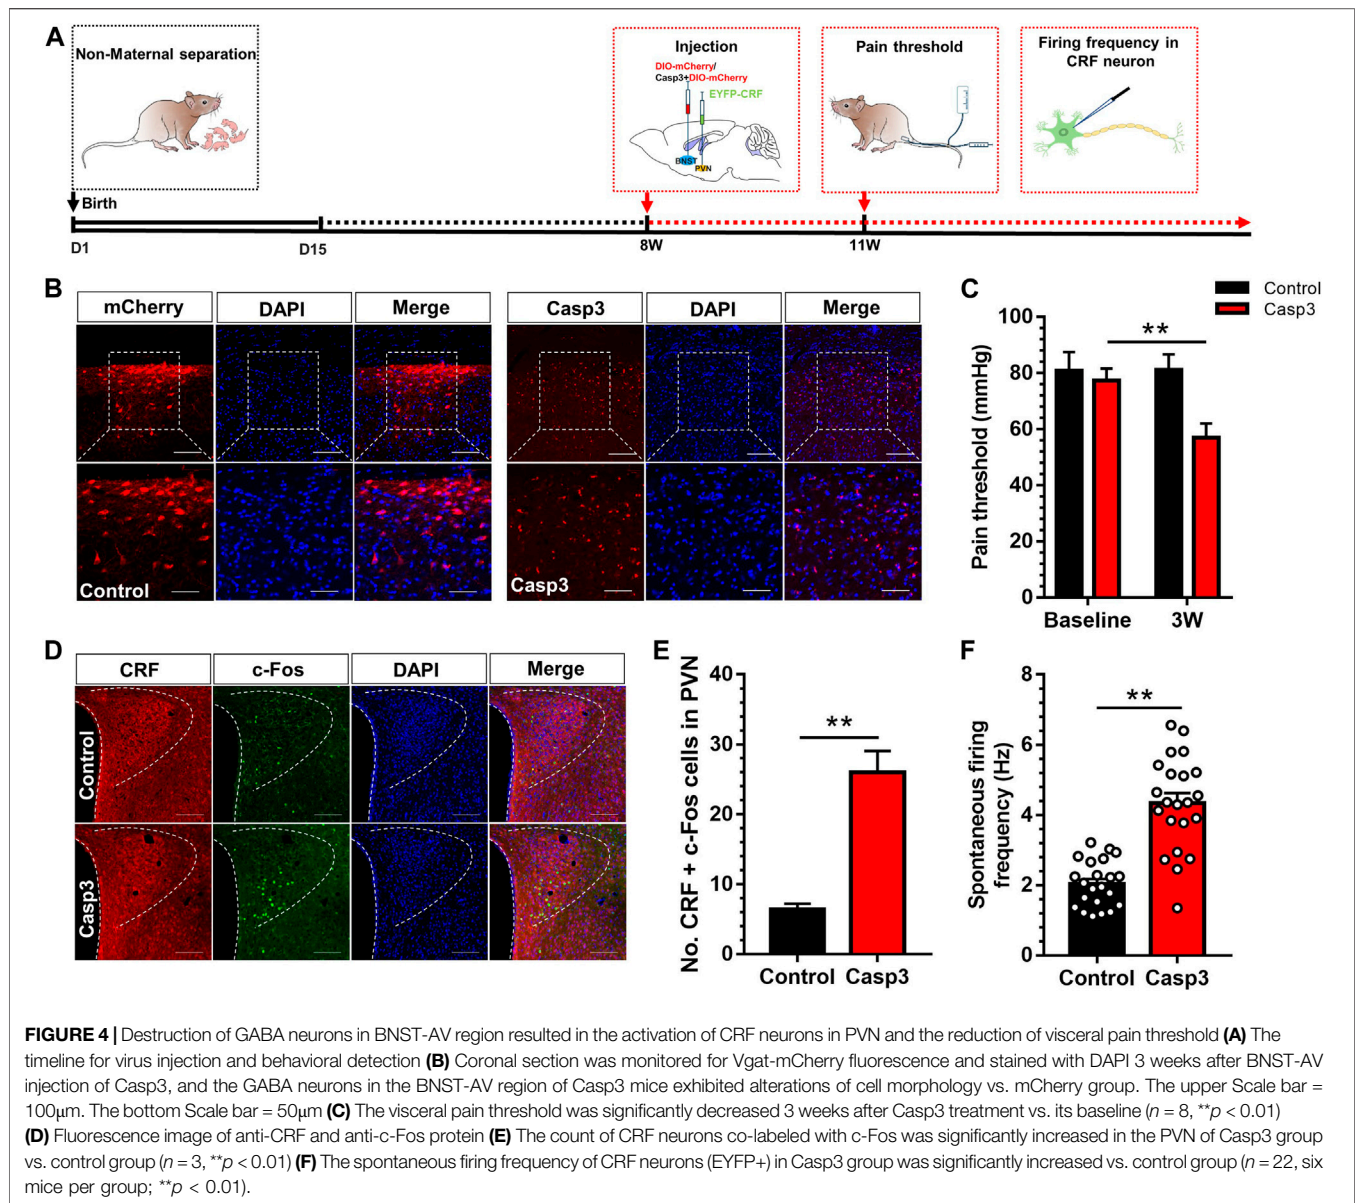 A
Non-Maternal separation
Injection
DIO-mCherry/
Casp3+DIO-mCherry
EYFP-CRF
BNST
PVN
Pain threshold
Firing frequency in
CRF neuron
Birth
D1
D15
8W
11W
B
mCherry
DAPI
Merge
Control
Casp3
DAPI
Merge
Casp3
C
Control
Casp3
Pain threshold (mmHg)
100
80
60
40
20
0
**
Baseline
3W
D
CRF
c-Fos
DAPI
Merge
Control
Casp3
E
No. CRF + c-Fos cells in PVN
40
30
20
10
0
**
Control
Casp3
F
Spontaneous firing
frequency (Hz)
8
6
4
2
0
**
Control
Casp3
FIGURE 4 | Destruction of GABA neurons in BNST-AV region resulted in the activation of CRF neurons in PVN and the reduction of visceral pain threshold (A) The
timeline for virus injection and behavioral detection (B) Coronal section was monitored for Vgat-mCherry fluorescence and stained with DAPI 3 weeks after BNST-AV
injection of Casp3, and the GABA neurons in the BNST-AV region of Casp3 mice exhibited alterations of cell morphology vs. mCherry group. The upper Scale bar =
100μm. The bottom Scale bar = 50μm (C) The visceral pain threshold was significantly decreased 3 weeks after Casp3 treatment vs. its baseline (n = 8, **p < 0.01)
(D) Fluorescence image of anti-CRF and anti-c-Fos protein (E) The count of CRF neurons co-labeled with c-Fos was significantly increased in the PVN of Casp3 group
vs. control group (n = 3, **p < 0.01) (F) The spontaneous firing frequency of CRF neurons (EYFP+) in Casp3 group was significantly increased vs. control group (n = 22, six
mice per group; **p < 0.01).